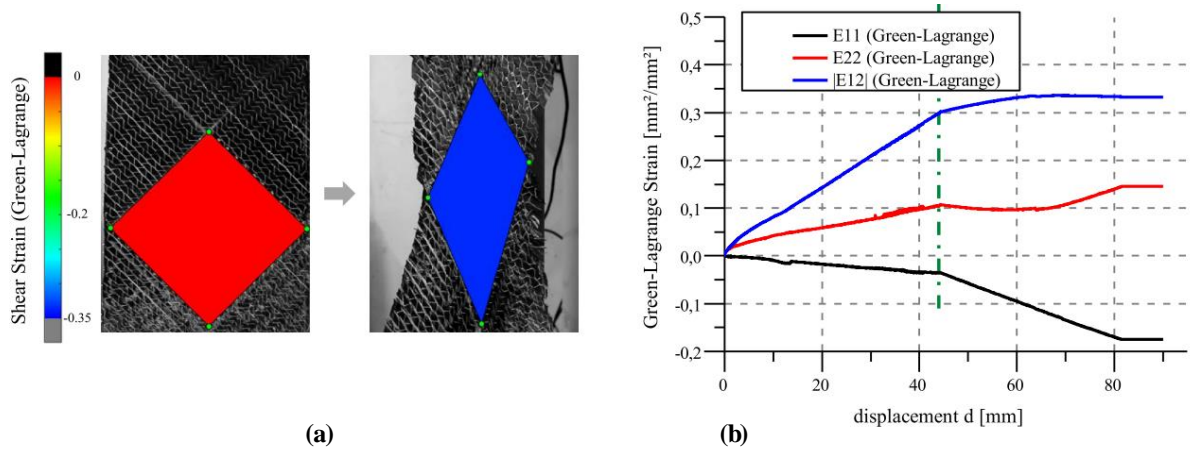 Shear Strain (Green-Lagrange)
0
-0.2
-0.35
(a)
Green-Lagrange Strain [mm²/mm²]
0,5
0,4
0,3
0,2
0,1
0,0
-0,1
-0,2
E11 (Green-Lagrange)
E22 (Green-Lagrange)
|E12| (Green-Lagrange)
0
20
40
60
80
displacement d [mm]
(b)